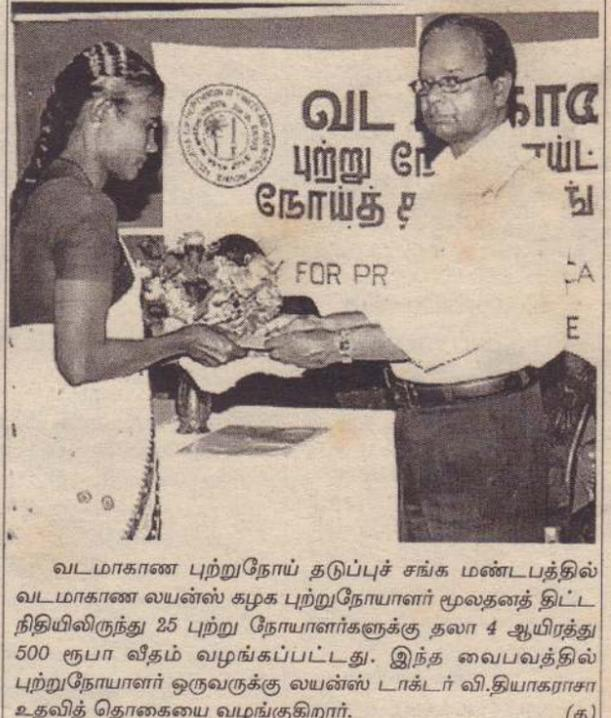 வட காக
புற்று நே ாய்ட்
நோய்த் த ங்
Y FOR PR CA
E
வடமாகாண புற்றுநோய் தடுப்புச் சங்க மண்டபத்தில்
வடமாகாண லயன்ஸ் கழக புற்றுநோயாளர் மூலதனத் திட்ட
நிதியிலிருந்து 25 புற்று நோயாளர்களுக்கு தலா 4 ஆயிரத்து
500 ரூபா வீதம் வழங்கப்பட்டது. இந்த வைபவத்தில்
புற்றுநோயாளர் ஒருவருக்கு லயன்ஸ் டாக்டர் வி.தியாகராசா
உதவித் தொகையை வழங்குகிறார். (க)